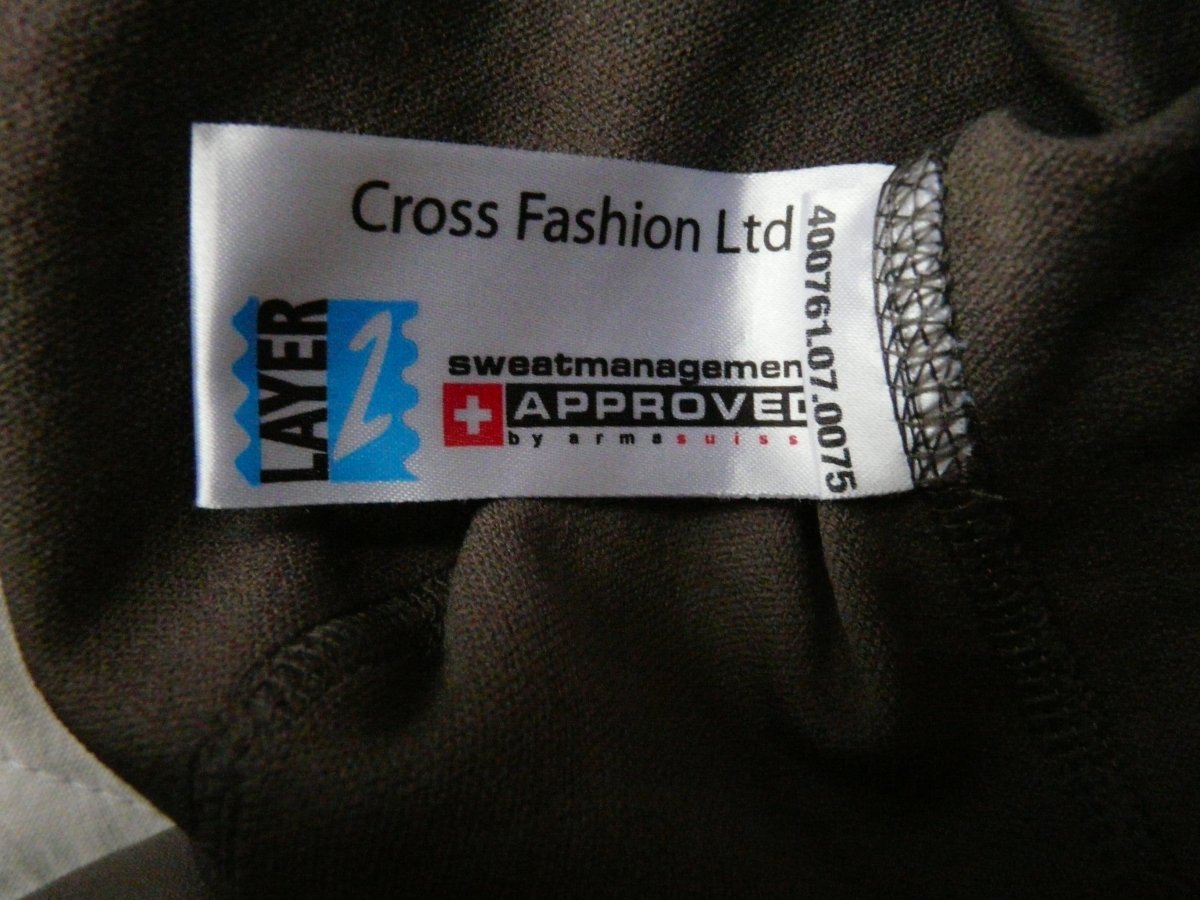 Cross Fashion Ltd
LAYER 2
sweatmanagemen
APPROVED
by armasuiss
400761.07.0075